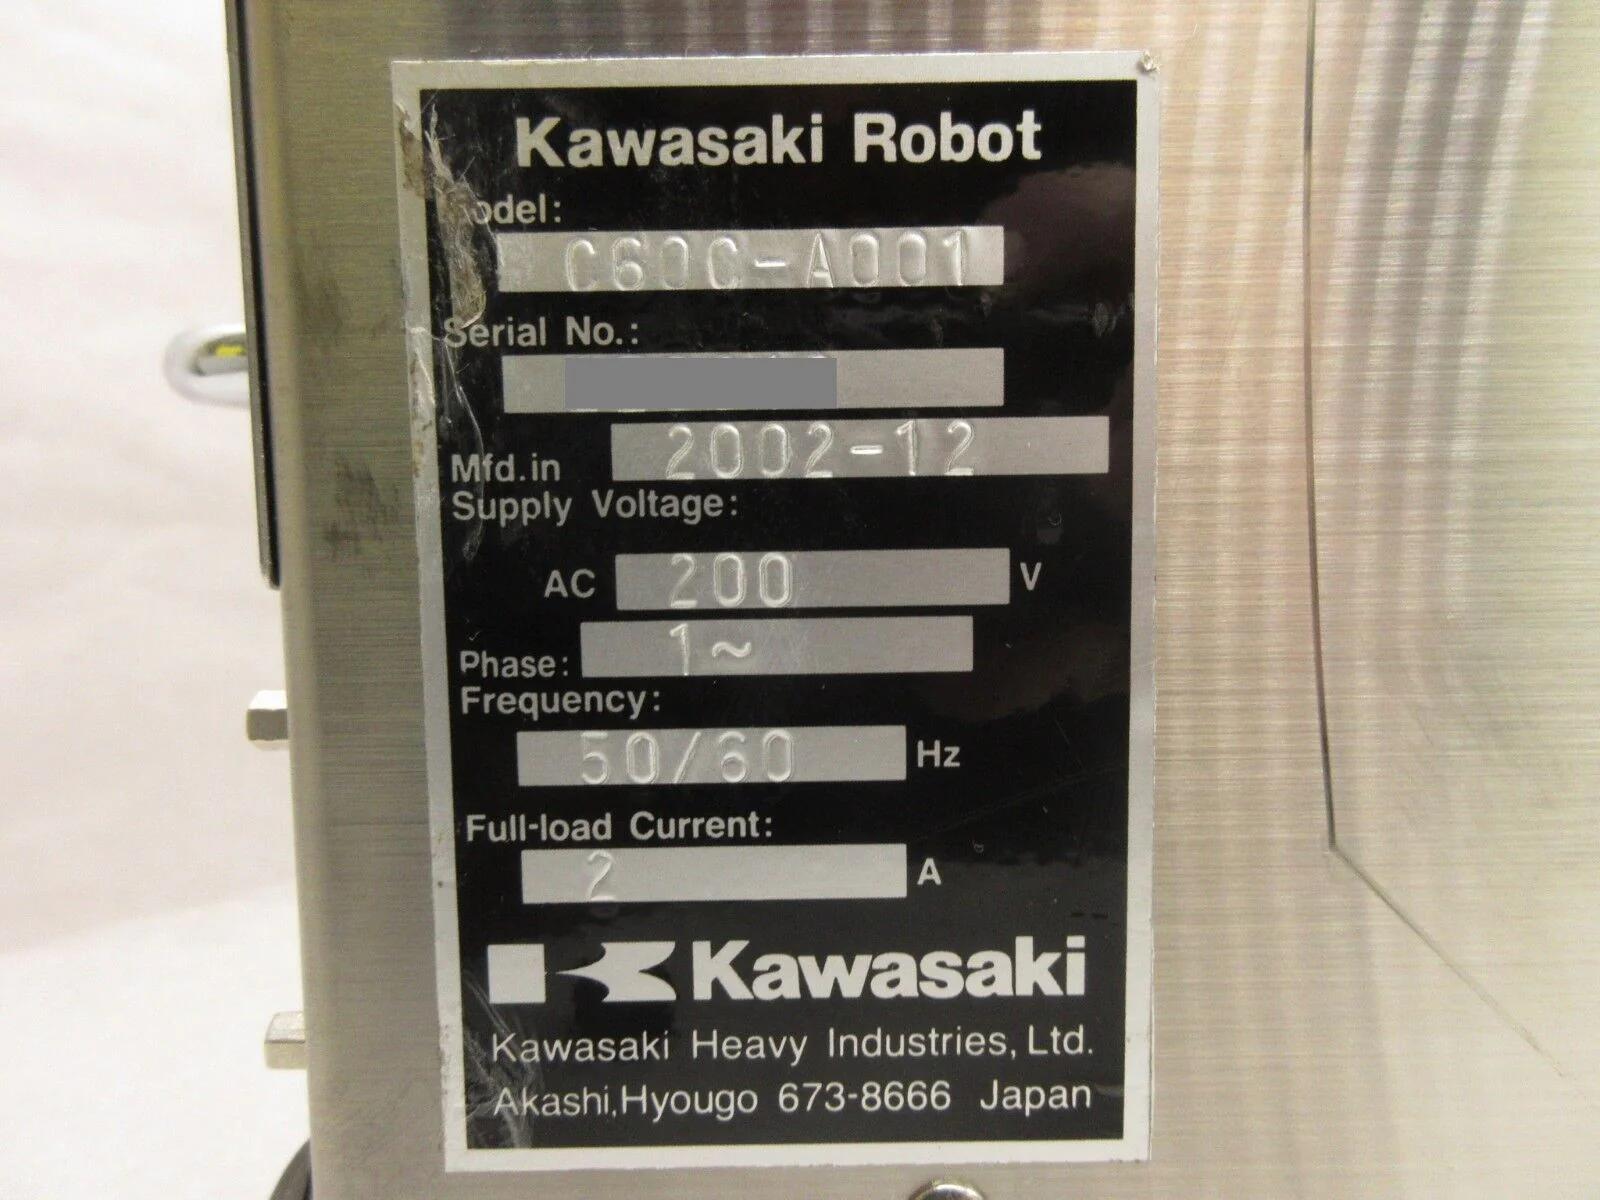 Kawasaki Robot
Model:
C60C-A001
Serial No.:
Mfd.in 2002-12
Supply Voltage:
AC 200 V
Phase: 1~
Frequency:
50/60 Hz
Full-load Current:
2 A
Kawasaki
Kawasaki Heavy Industries, Ltd.
Akashi,Hyougo 673-8666 Japan